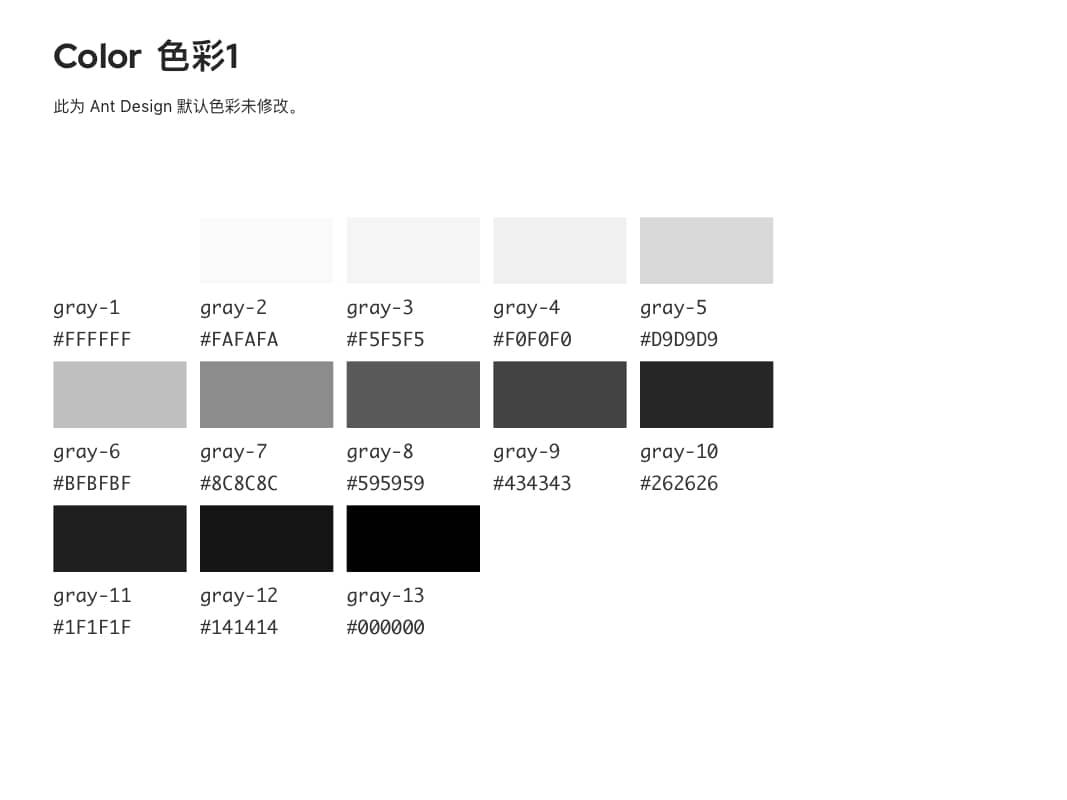 Color 色彩1
此为 Ant Design 默认色彩未修改。
gray-1 gray-2 gray-3 gray-4 gray-5
#FFFFFF #FAFAFA #F5F5F5 #F0F0F0 #D9D9D9
gray-6 gray-7 gray-8 gray-9 gray-10
#BFBFBF #8C8C8C #595959 #434343 #262626
gray-11 gray-12 gray-13
#1F1F1F #141414 #000000